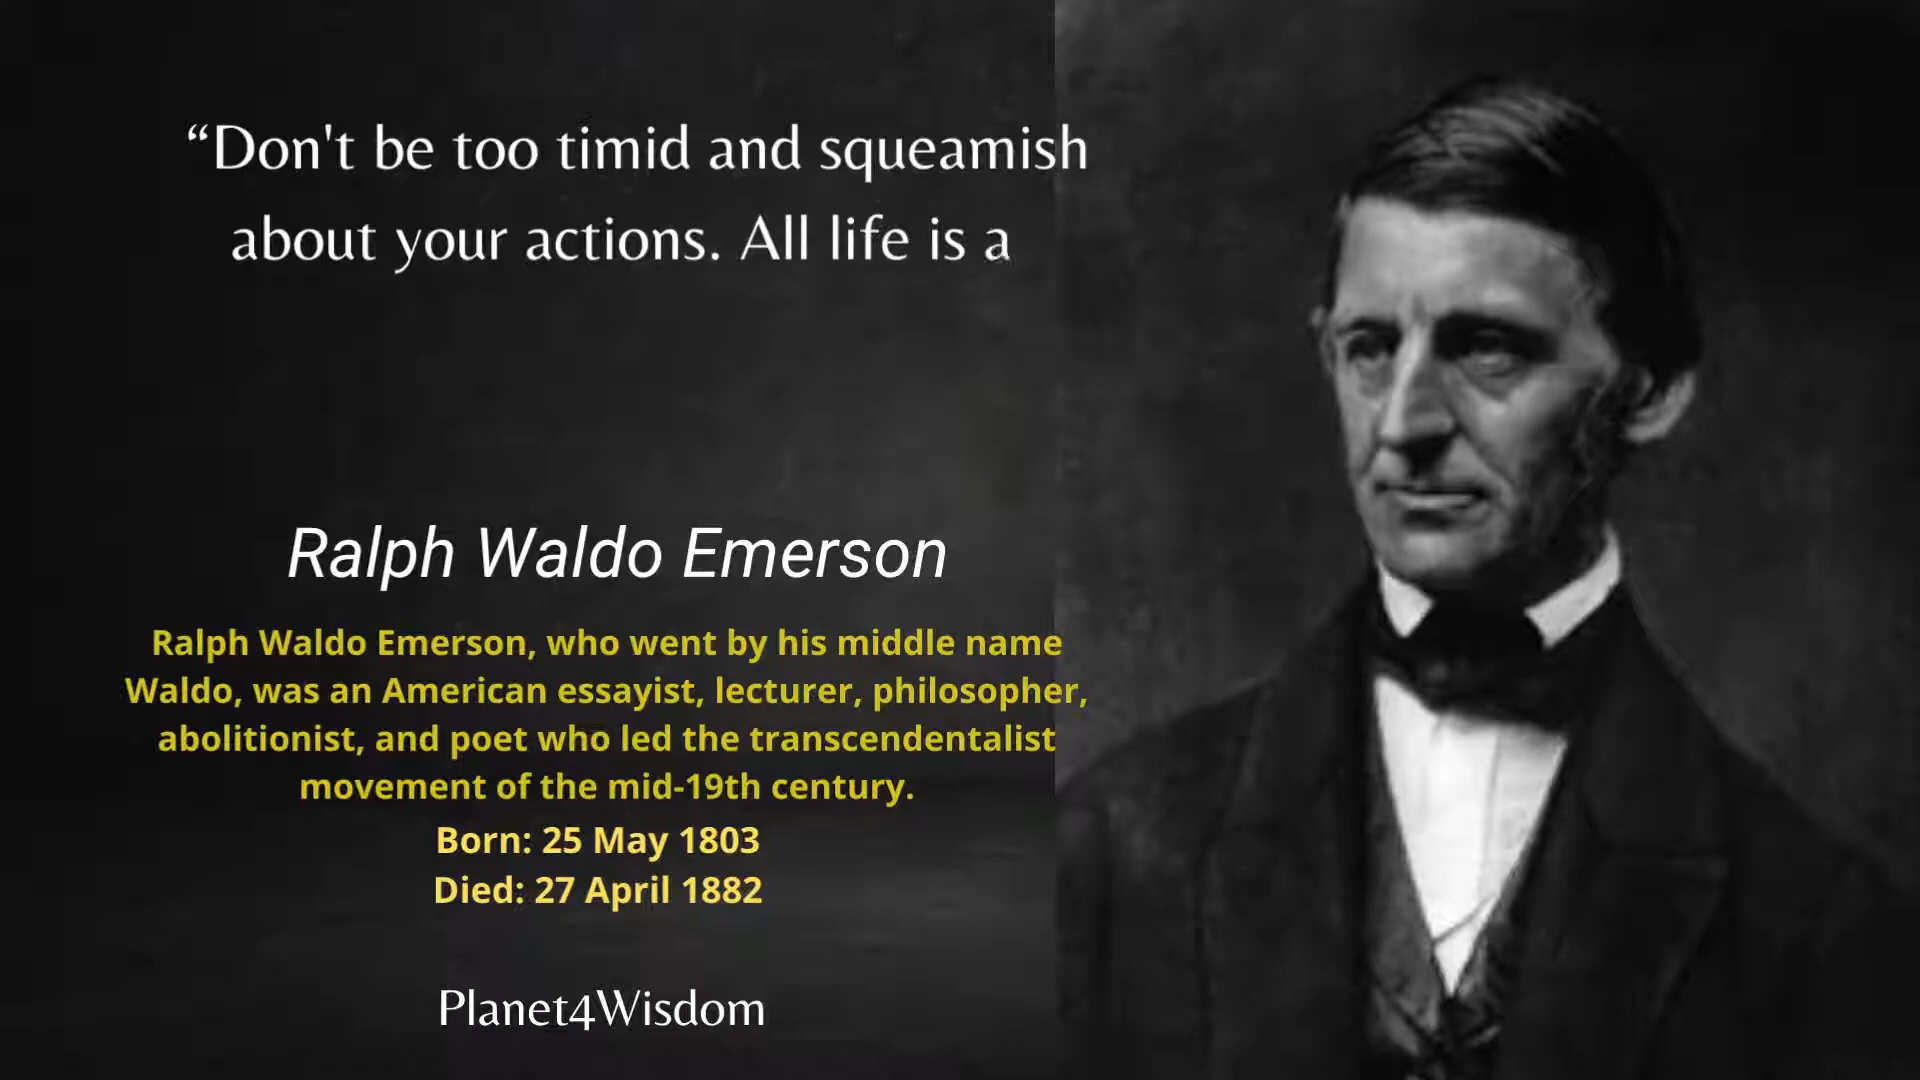 “Don't be too timid and squeamish
about your actions. All life is a
Ralph Waldo Emerson
Ralph Waldo Emerson, who went by his middle name
Waldo, was an American essayist, lecturer, philosopher,
abolitionist, and poet who led the transcendentalist
movement of the mid-19th century.
Born: 25 May 1803
Died: 27 April 1882
Planet4Wisdom